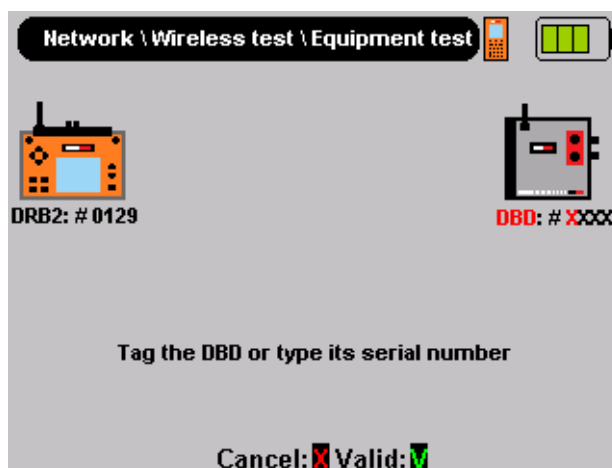 Network \ Wireless test \ Equipment test
DRB2: # 0129
DBD: # XXXX
Tag the DBD or type its serial number
Cancel: X Valid: V